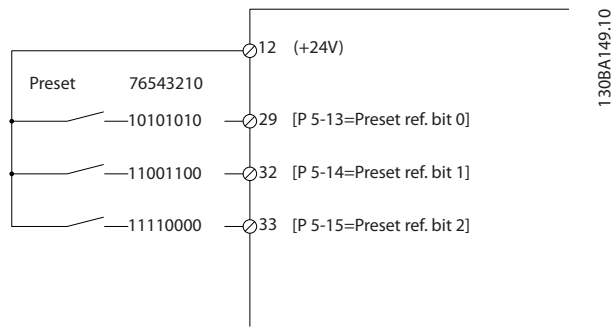 12 (+24V)
Preset 76543210
10101010 29 [P 5-13=Preset ref. bit 0]
11001100 32 [P 5-14=Preset ref. bit 1]
11110000 33 [P 5-15=Preset ref. bit 2]
130BA149.10